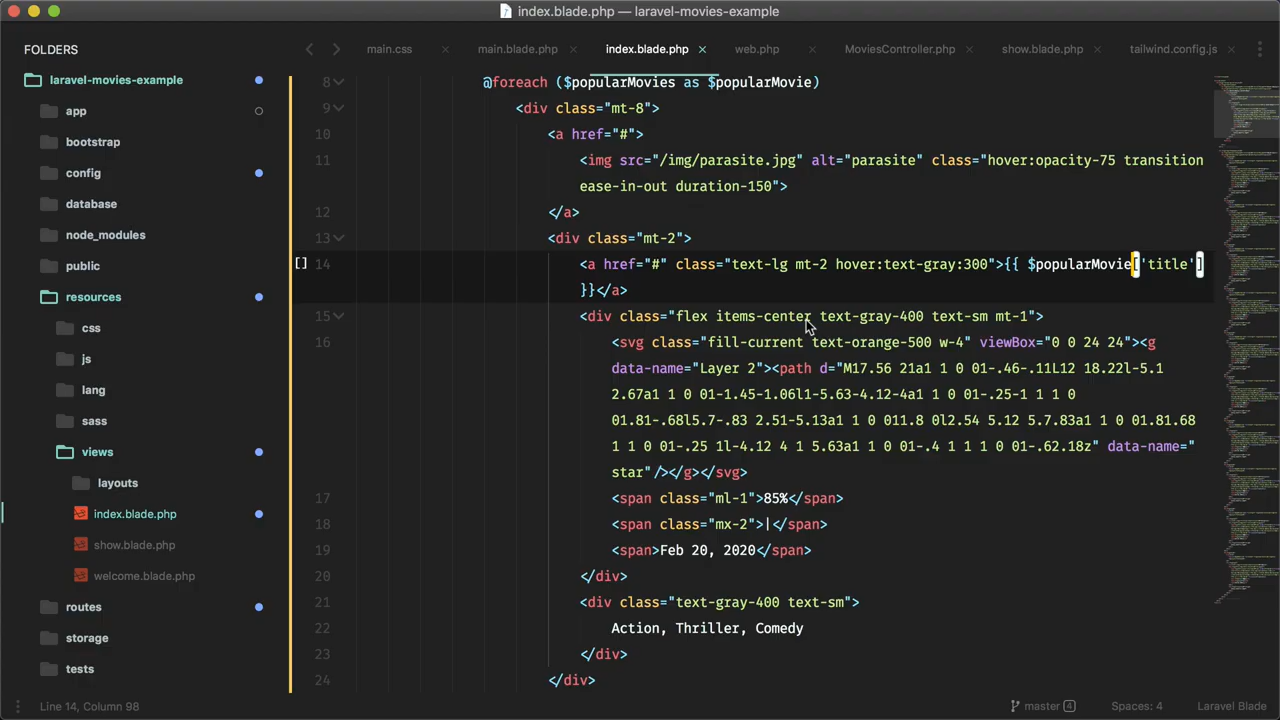 index.blade.php — laravel-movies-example
FOLDERS
laravel-movies-example
app
bootstrap
config
database
node_modules
public
resources
css
js
lang
sass
views
layouts
index.blade.php
show.blade.php
welcome.blade.php
routes
storage
tests
main.css × main.blade.php × index.blade.php × web.php × MoviesController.php × show.blade.php × tailwind.config.js ×
8 @foreach ($popularMovies as $popularMovie)
9 <div class="mt-8">
10 <a href="#">
11 <img src="/img/parasite.jpg" alt="parasite" class="hover:opacity-75 transition
ease-in-out duration-150">
12 </a>
13 <div class="mt-2">
[] 14 <a href="#" class="text-lg mt-2 hover:text-gray:300">{{ $popularMovie['title']
}}</a>
15 <div class="flex items-center text-gray-400 text-sm mt-1">
16 <svg class="fill-current text-orange-500 w-4" viewBox="0 0 24 24"><g
data-name="Layer 2"><path d="M17.56 21a1 1 0 01-.46-.11L12 18.22l-5.1
2.67a1 1 0 01-1.45-1.06l1-5.63-4.12-4a1 1 0 01-.25-1 1 1 0
01.81-.68l5.7-.83 2.51-5.13a1 1 0 011.8 0l2.54 5.12 5.7.83a1 1 0 01.81.68
1 1 0 01-.25 1l-4.12 4 1 5.63a1 1 0 01-.4 1 1 1 0 01-.62.18z" data-name="
star"/></g></svg>
17 <span class="ml-1">85%</span>
18 <span class="mx-2">|</span>
19 <span>Feb 20, 2020</span>
20 </div>
21 <div class="text-gray-400 text-sm">
22 Action, Thriller, Comedy
23 </div>
24 </div>
Line 14, Column 98
master 4
Spaces: 4
Laravel Blade